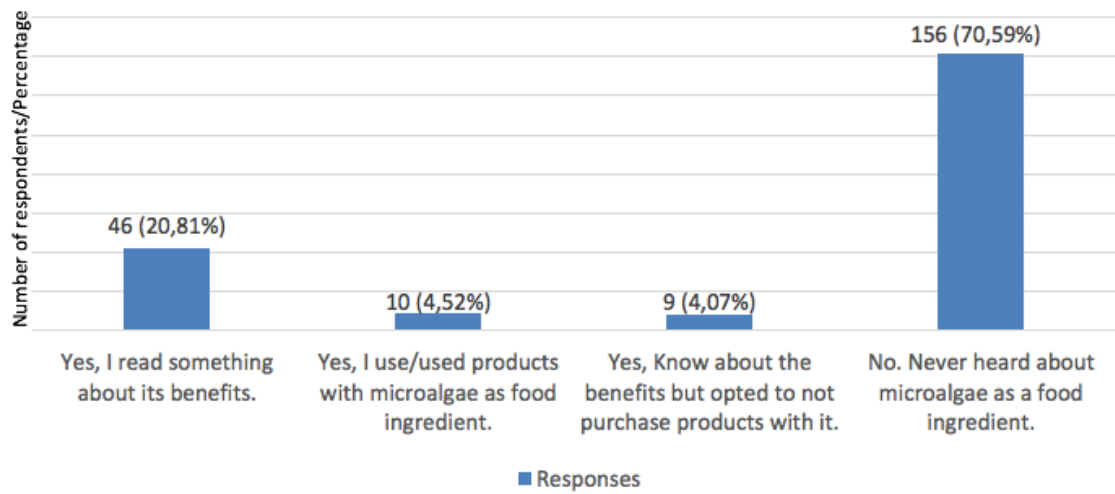 Number of respondents/Percentage
46 (20,81%)
10 (4,52%)
9 (4,07%)
156 (70,59%)
Yes, I read something
about its benefits.
Yes, I use/used products
with microalgae as food
ingredient.
Yes, Know about the
benefits but opted to not
purchase products with it.
No. Never heard about
microalgae as a food
ingredient.
Responses